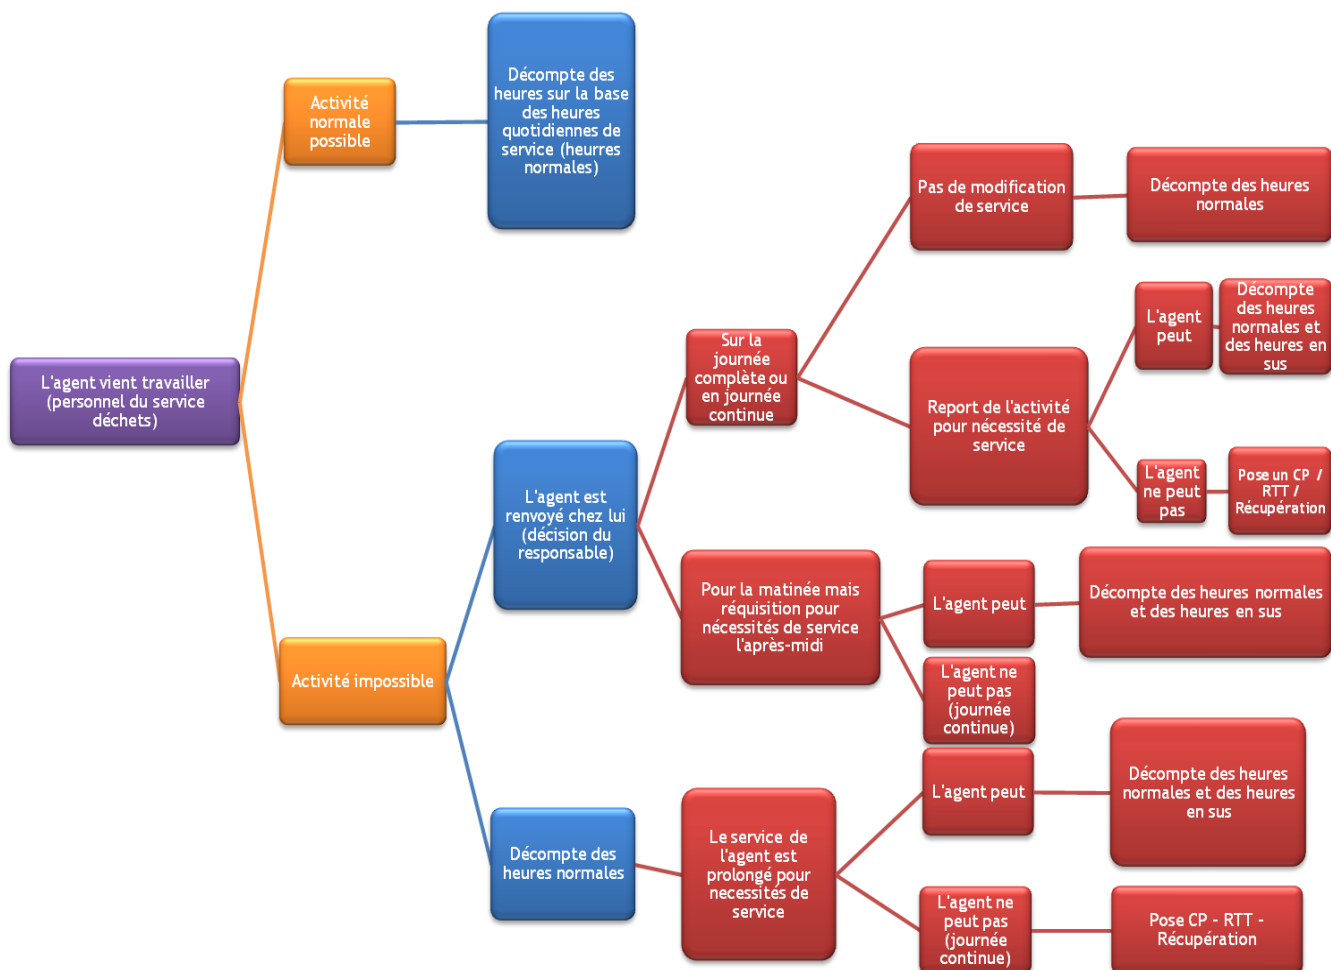 L'agent vient travailler
(personnel du service
déchets)
Activité
normale
possible
Décompte des
heures sur la base
des heures
quotidiennes de
service (heurres
normales)
Activité impossible
L'agent est
renvoyé chez lui
(décision du
responsable)
Sur la
journée
complète ou
en journée
continue
Pas de modification
de service
Décompte des heures
normales
Report de l'activité
pour nécessité de
service
L'agent
peut
Décompte
des heures
normales et
des heures en
sus
L'agent
ne peut
pas
Pose un CP /
RTT /
Récupération
Pour la matinée mais
réquisition pour
nécessités de service
l'après-midi
L'agent peut
Décompte des heures normales
et des heures en sus
L'agent ne
peut pas
(journée
continue)
Décompte des
heures normales
Le service de
l'agent est
prolongé pour
necessités de
service
L'agent peut
Décompte des heures
normales et des heures
en sus
L'agent ne
peut pas
(journée
continue)
Pose CP - RTT -
Récupération